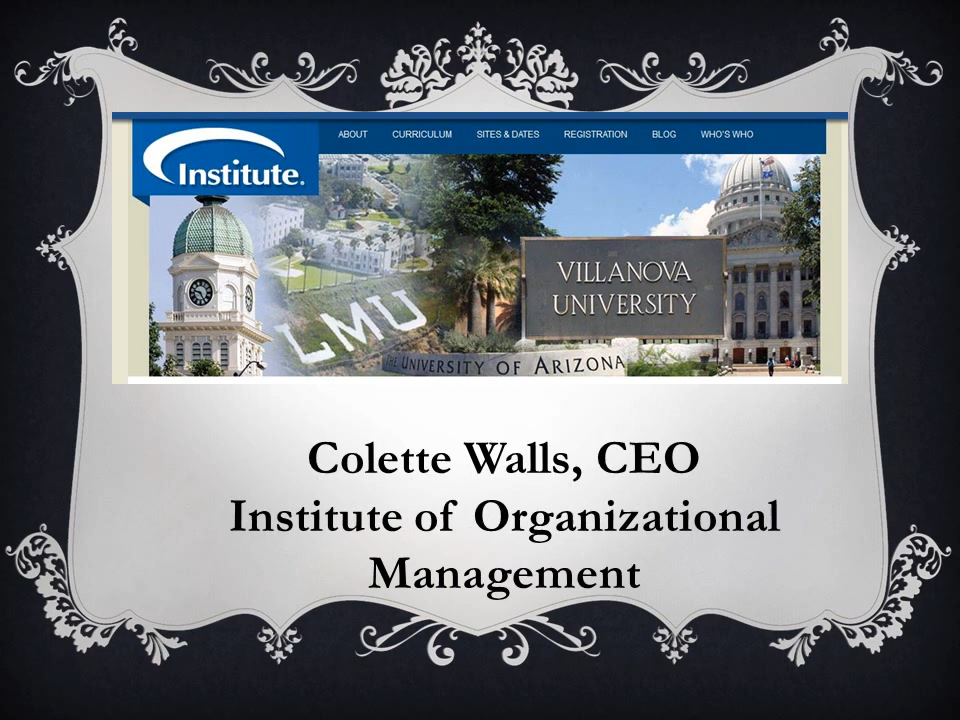 ABOUT CURRICULUM SITES & DATES REGISTRATION BLOG WHO'S WHO
Institute.
VILLANOVA
UNIVERSITY
LMU
THE UNIVERSITY OF ARIZONA
Colette Walls, CEO
Institute of Organizational
Management